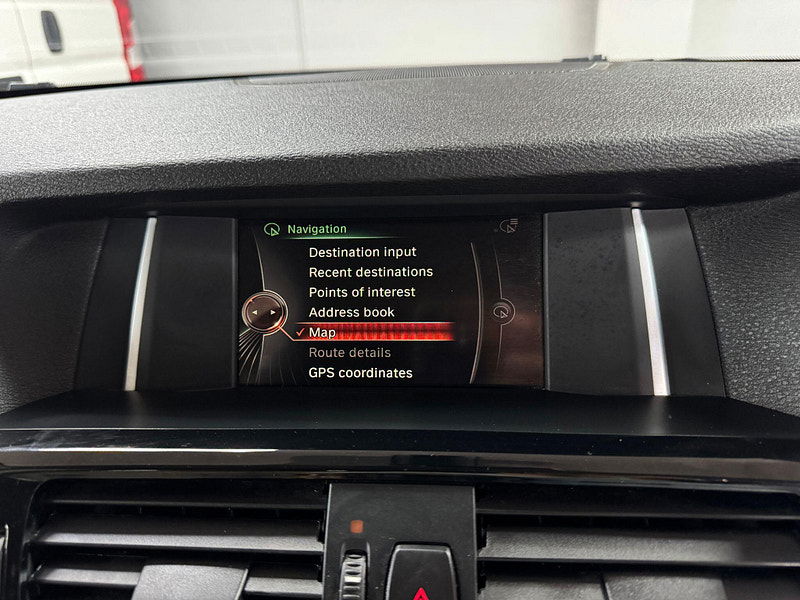 Navigation
Destination input
Recent destinations
Points of interest
Address book
Map
Route details
GPS coordinates